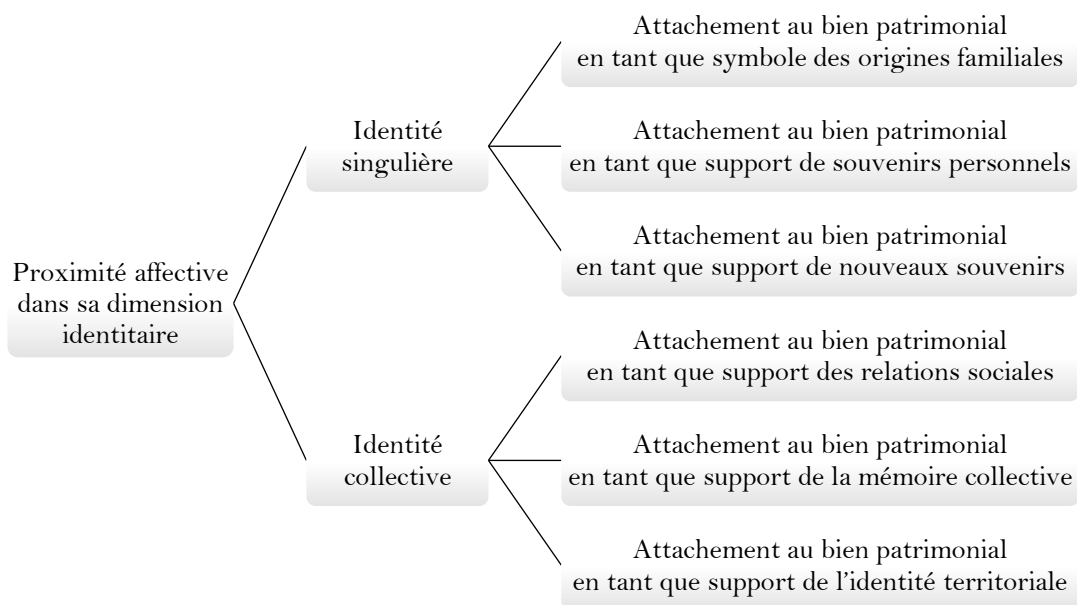 Proximité affective
dans sa dimension
identitaire
Identité
singulière
Attachement au bien patrimonial
en tant que symbole des origines familiales
Attachement au bien patrimonial
en tant que support de souvenirs personnels
Attachement au bien patrimonial
en tant que support de nouveaux souvenirs
Identité
collective
Attachement au bien patrimonial
en tant que support des relations sociales
Attachement au bien patrimonial
en tant que support de la mémoire collective
Attachement au bien patrimonial
en tant que support de l’identité territoriale